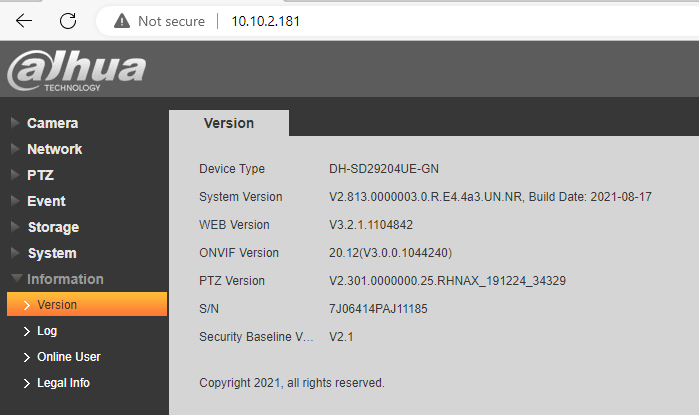 Not secure 10.10.2.181
alhua
TECHNOLOGY
Camera
Network
PTZ
Event
Storage
System
Information
Version
Log
Online User
Legal Info
Version
Device Type DH-SD29204UE-GN
System Version V2.813.0000003.0.R.E4.4a3.UN.NR, Build Date: 2021-08-17
WEB Version V3.2.1.1104842
ONVIF Version 20.12(V3.0.0.1044240)
PTZ Version V2.301.0000000.25.RHNAX_191224_34329
S/N 7J06414PAJ11185
Security Baseline V... V2.1
Copyright 2021, all rights reserved.